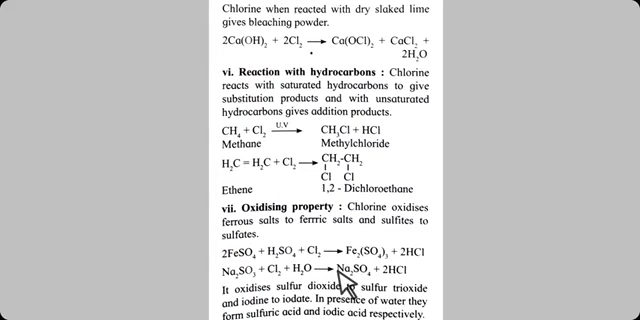 Chlorine when reacted with dry slaked lime
gives bleaching powder.
2Ca(OH)₂ + 2Cl₂ ⟶ Ca(OCl)₂ + CaCl₂ +
2H₂O
vi. Reaction with hydrocarbons : Chlorine
reacts with saturated hydrocarbons to give
substitution products and with unsaturated
hydrocarbons gives addition products.
U.V
CH₄ + Cl₂ ⟶ CH₃Cl + HCl
Methane Methylchloride
H₂C = H₂C + Cl₂ ⟶ CH₂-CH₂
Cl Cl
Ethene 1,2 - Dichloroethane
vii. Oxidising property : Chlorine oxidises
ferrous salts to ferrric salts and sulfites to
sulfates.
2FeSO₄ + H₂SO₄ + Cl₂ ⟶ Fe₂(SO₄)₃ + 2HCl
Na₂SO₃ + Cl₂ + H₂O ⟶ Na₂SO₄ + 2HCl
It oxidises sulfur dioxide to sulfur trioxide
and iodine to iodate. In presence of water they
form sulfuric acid and iodic acid respectively.